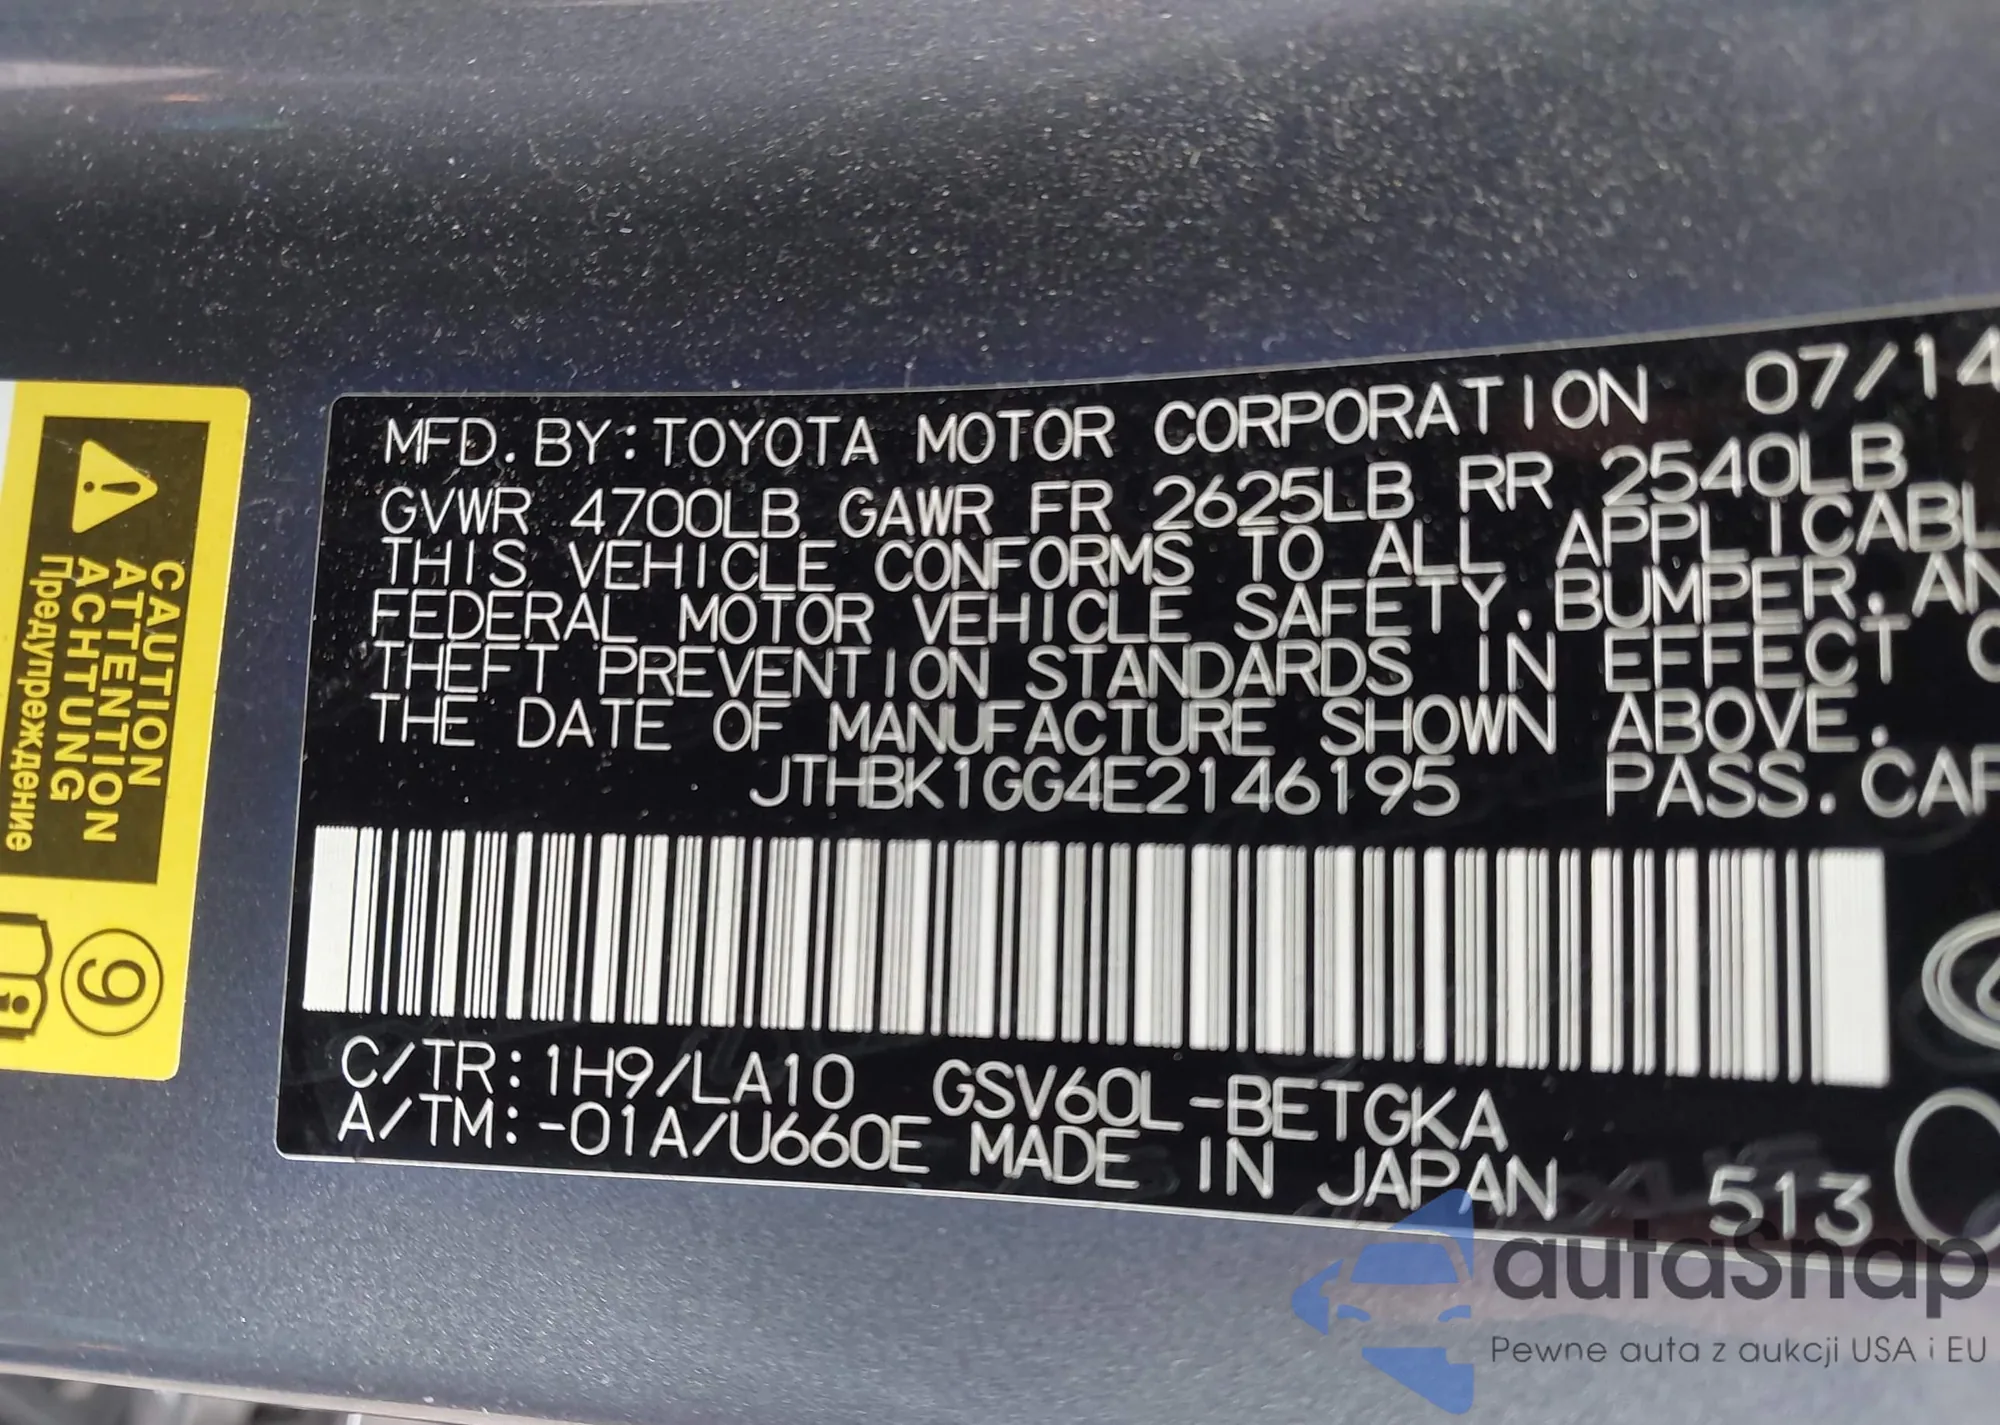 MFD. BY: TOYOTA MOTOR CORPORATION 07/14
GVWR 4700LB GAWR FR 2625LB RR 2540LB
THIS VEHICLE CONFORMS TO ALL APPLICABL
FEDERAL MOTOR VEHICLE SAFETY. BUMPER. AN
THEFT PREVENTION STANDARDS IN EFFECT O
THE DATE OF MANUFACTURE SHOWN ABOVE.
JTHBK1GG4E2146195 PASS. CAR
C/TR: 1H9/LA10 GSV60L-BETGKA
A/TM: -01A/U660E MADE IN JAPAN 513
CAUTION
ATTENTION
ACHTUNG
Предупреждение
9
autaSnap
Pewne auta z aukcji USA i EU